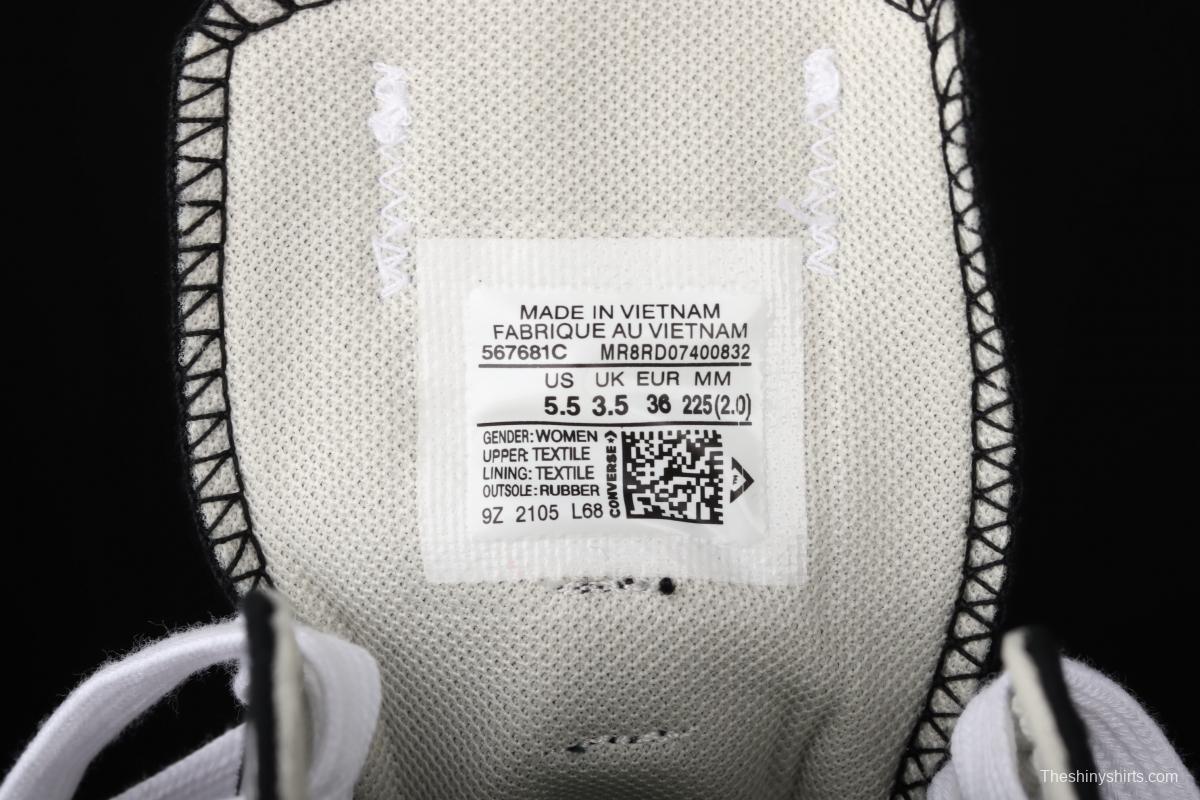 MADE IN VIETNAM
FABRIQUE AU VIETNAM
567681C MR8RD07400832
US UK EUR MM
5.5 3.5 36 225(2.0)
GENDER: WOMEN
UPPER: TEXTILE
LINING: TEXTILE
OUTSOLE: RUBBER
9Z 2105 L68
CONVERSE
TM
Theshinyshirts.com